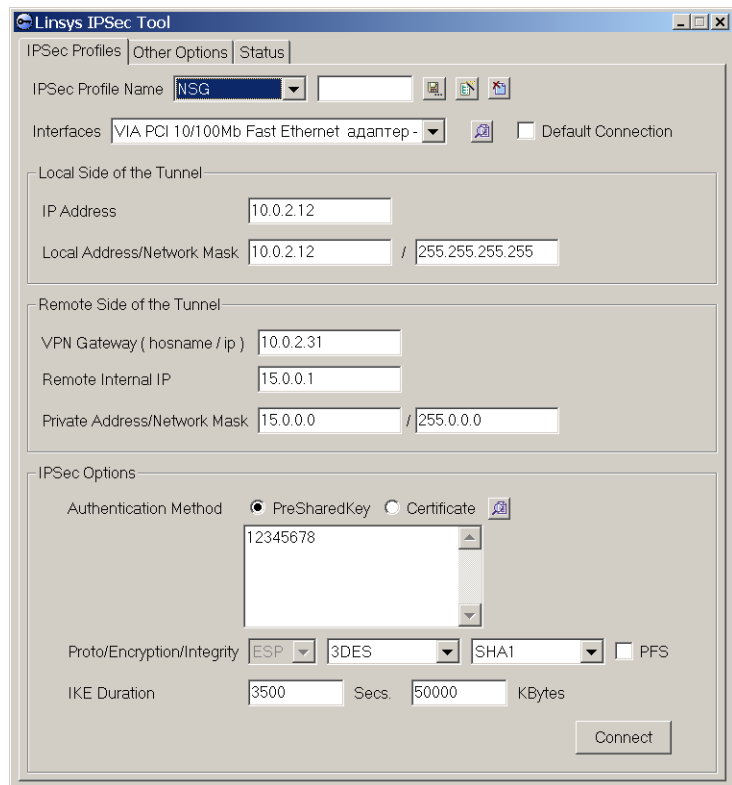 Linsys IPSec Tool
IPSec Profiles Other Options Status
IPSec Profile Name NSG
Interfaces VIA PCI 10/100Mb Fast Ethernet адаптер - Default Connection
Local Side of the Tunnel
IP Address 10.0.2.12
Local Address/Network Mask 10.0.2.12 / 255.255.255.255
Remote Side of the Tunnel
VPN Gateway ( hosname / ip ) 10.0.2.31
Remote Internal IP 15.0.0.1
Private Address/Network Mask 15.0.0.0 / 255.0.0.0
IPSec Options
Authentication Method PreSharedKey Certificate
12345678
Proto/Encryption/Integrity ESP 3DES SHA1 PFS
IKE Duration 3500 Secs. 50000 KBytes
Connect